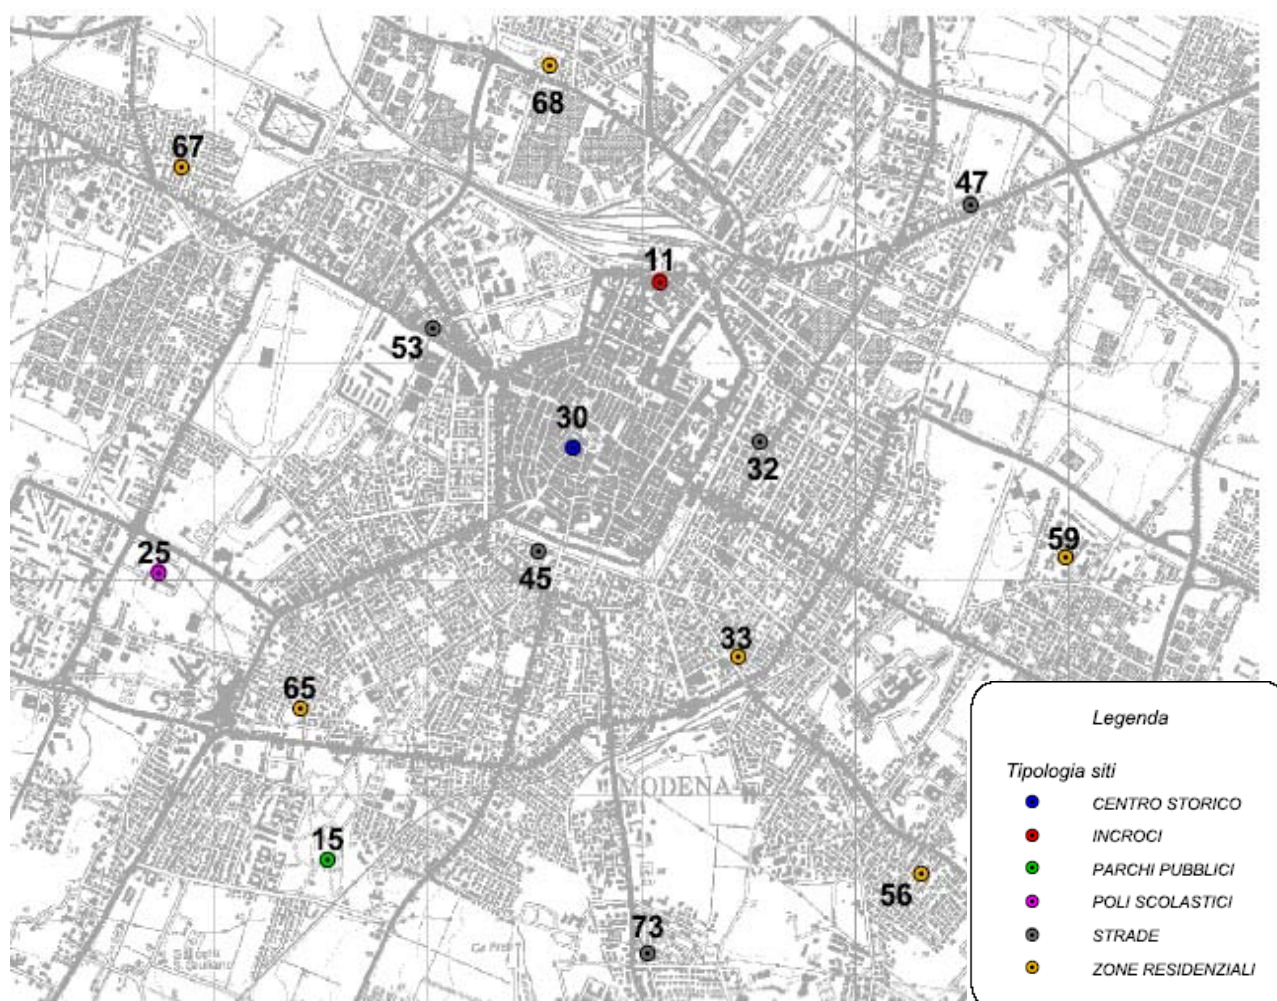 68
67
47
11
53
30
32
25
45
59
33
65
MODENA
15
56
73
Legenda
Tipologia siti
CENTRO STORICO
INCROCI
PARCHI PUBBLICI
POLI SCOLASTICI
STRADE
ZONE RESIDENZIALI